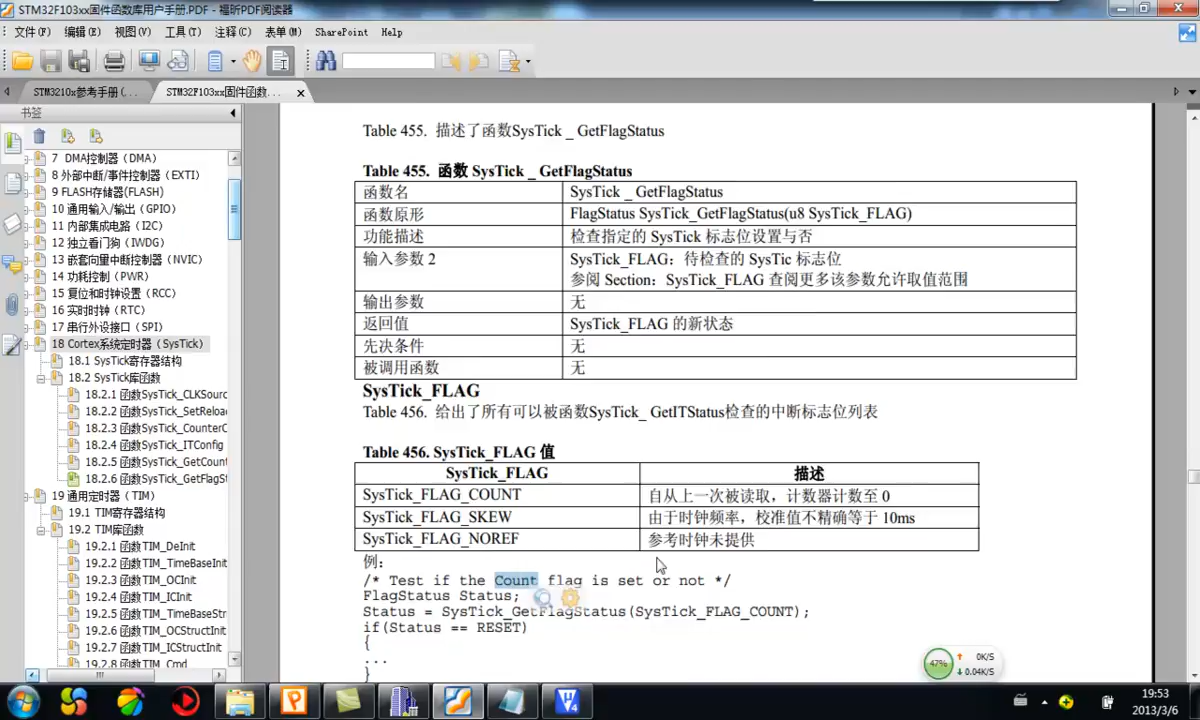 STM32F103xx固件函数库用户手册.PDF - 福昕PDF阅读器
文件(F) 编辑(E) 视图(V) 工具(T) 注释(C) 表单(M) SharePoint Help
STM3210x参考手册(... STM32F103xx固件函数...
书签
7 DMA控制器（DMA）
8 外部中断/事件控制器（EXTI）
9 FLASH存储器(FLASH)
10 通用输入/输出（GPIO）
11 内部集成电路（I2C）
12 独立看门狗（IWDG）
13 嵌套向量中断控制器（NVIC）
14 功耗控制（PWR）
15 复位和时钟设置（RCC）
16 实时时钟（RTC）
17 串行外设接口（SPI）
18 Cortex系统定时器（SysTick）
18.1 SysTick寄存器结构
18.2 SysTick库函数
18.2.1 函数SysTick_CLKSourc
18.2.2 函数SysTick_SetReloa
18.2.3 函数SysTick_CounterC
18.2.4 函数SysTick_ITConfig
18.2.5 函数SysTick_GetCount
18.2.6 函数SysTick_GetFlagSt
19 通用定时器（TIM）
19.1 TIM寄存器结构
19.2 TIM库函数
19.2.1 函数TIM_DeInit
19.2.2 函数TIM_TimeBaseInit
19.2.3 函数TIM_OCInit
19.2.4 函数TIM_ICInit
19.2.5 函数TIM_TimeBaseStr
19.2.6 函数TIM_OCStructInit
19.2.7 函数TIM_ICStructInit
19.2.8 函数TIM_Cmd
Table 455. 描述了函数SysTick _ GetFlagStatus
Table 455. 函数 SysTick _ GetFlagStatus
函数名 SysTick _ GetFlagStatus
函数原形 FlagStatus SysTick_GetFlagStatus(u8 SysTick_FLAG)
功能描述 检查指定的 SysTick 标志位设置与否
输入参数 2 SysTick_FLAG：待检查的 SysTic 标志位
参阅 Section：SysTick_FLAG 查阅更多该参数允许取值范围
输出参数 无
返回值 SysTick_FLAG 的新状态
先决条件 无
被调用函数 无
SysTick_FLAG
Table 456. 给出了所有可以被函数SysTick_ GetITStatus检查的中断标志位列表
Table 456. SysTick_FLAG 值
SysTick_FLAG 描述
SysTick_FLAG_COUNT 自从上一次被读取，计数器计数至 0
SysTick_FLAG_SKEW 由于时钟频率，校准值不精确等于 10ms
SysTick_FLAG_NOREF 参考时钟未提供
例：
/* Test if the Count flag is set or not */
FlagStatus Status;
Status = SysTick_GetFlagStatus(SysTick_FLAG_COUNT);
if(Status == RESET)
{
...
}
47% 0K/S
0.04K/S
19:53
2013/3/6